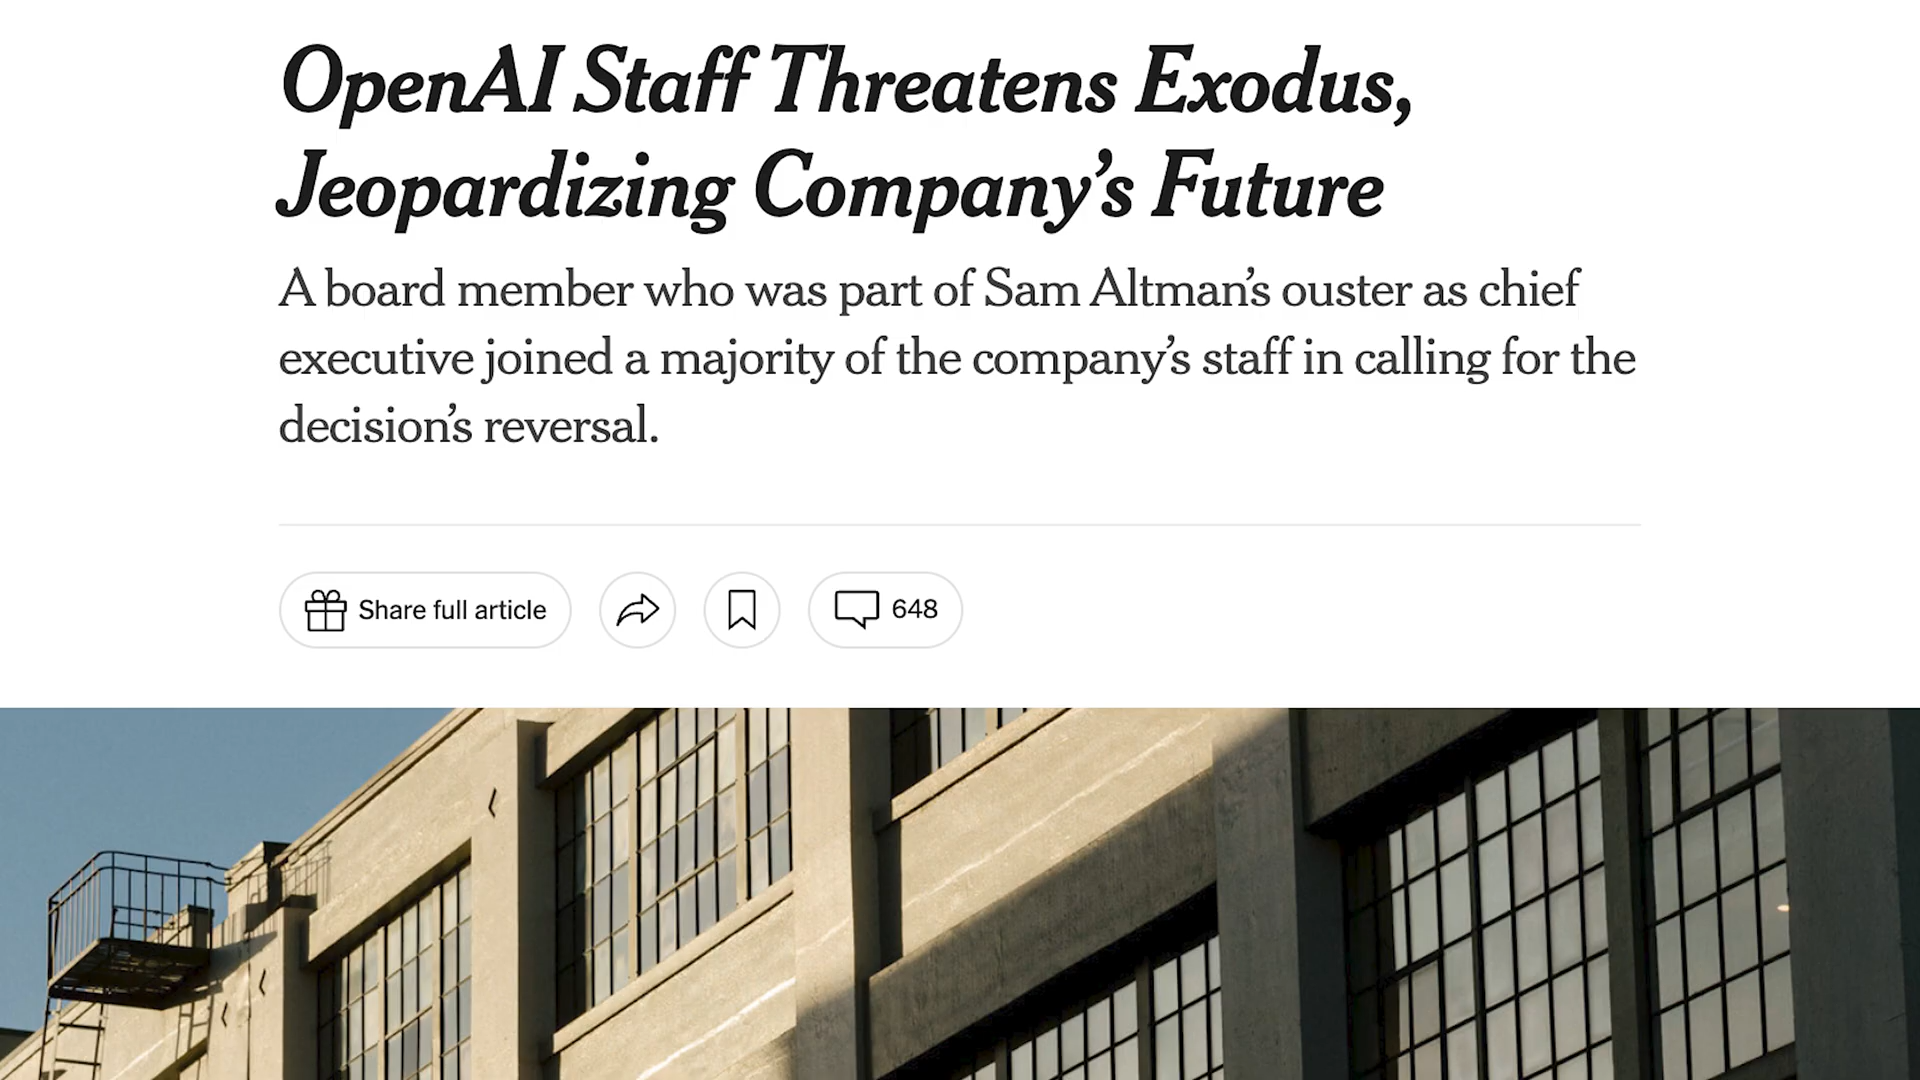 OpenAI Staff Threatens Exodus,
Jeopardizing Company’s Future
A board member who was part of Sam Altman’s ouster as chief
executive joined a majority of the company’s staff in calling for the
decision’s reversal.
Share full article
648